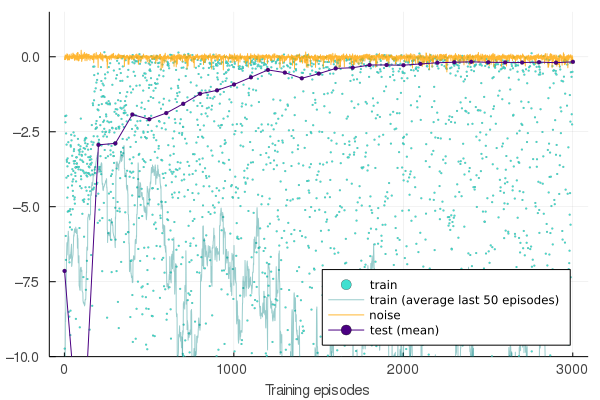 0.0
−2.5
−5.0
−7.5
−10.0
0
1000
2000
3000
Training episodes
train
train (average last 50 episodes)
noise
test (mean)